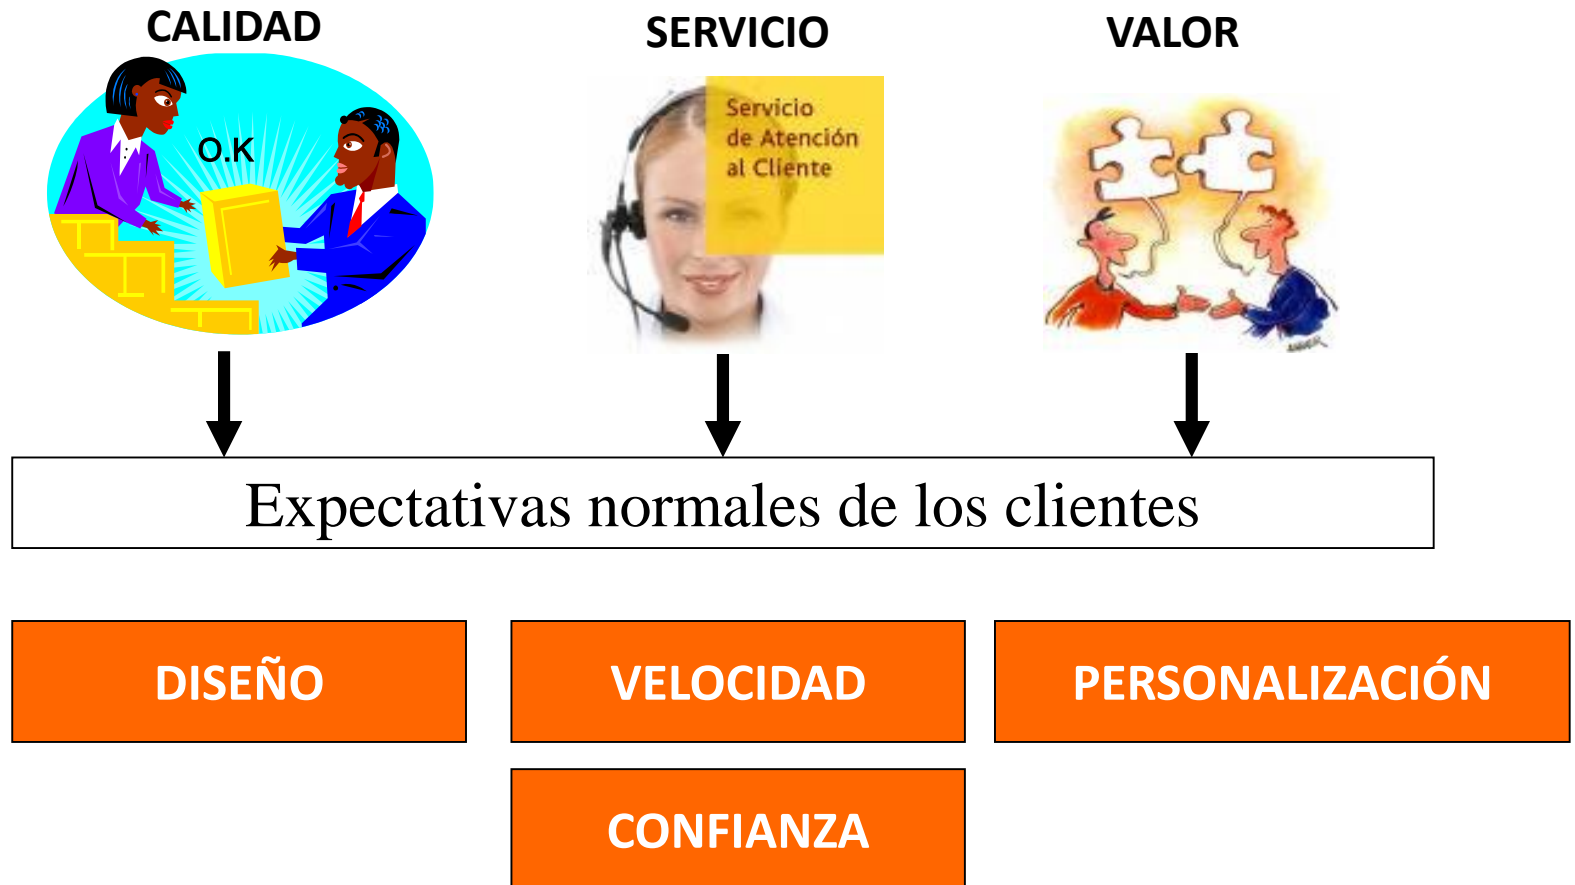 CALIDAD
SERVICIO
VALOR
O.K
Servicio
de Atención
al Cliente
Expectativas normales de los clientes
DISEÑO
VELOCIDAD
PERSONALIZACIÓN
CONFIANZA